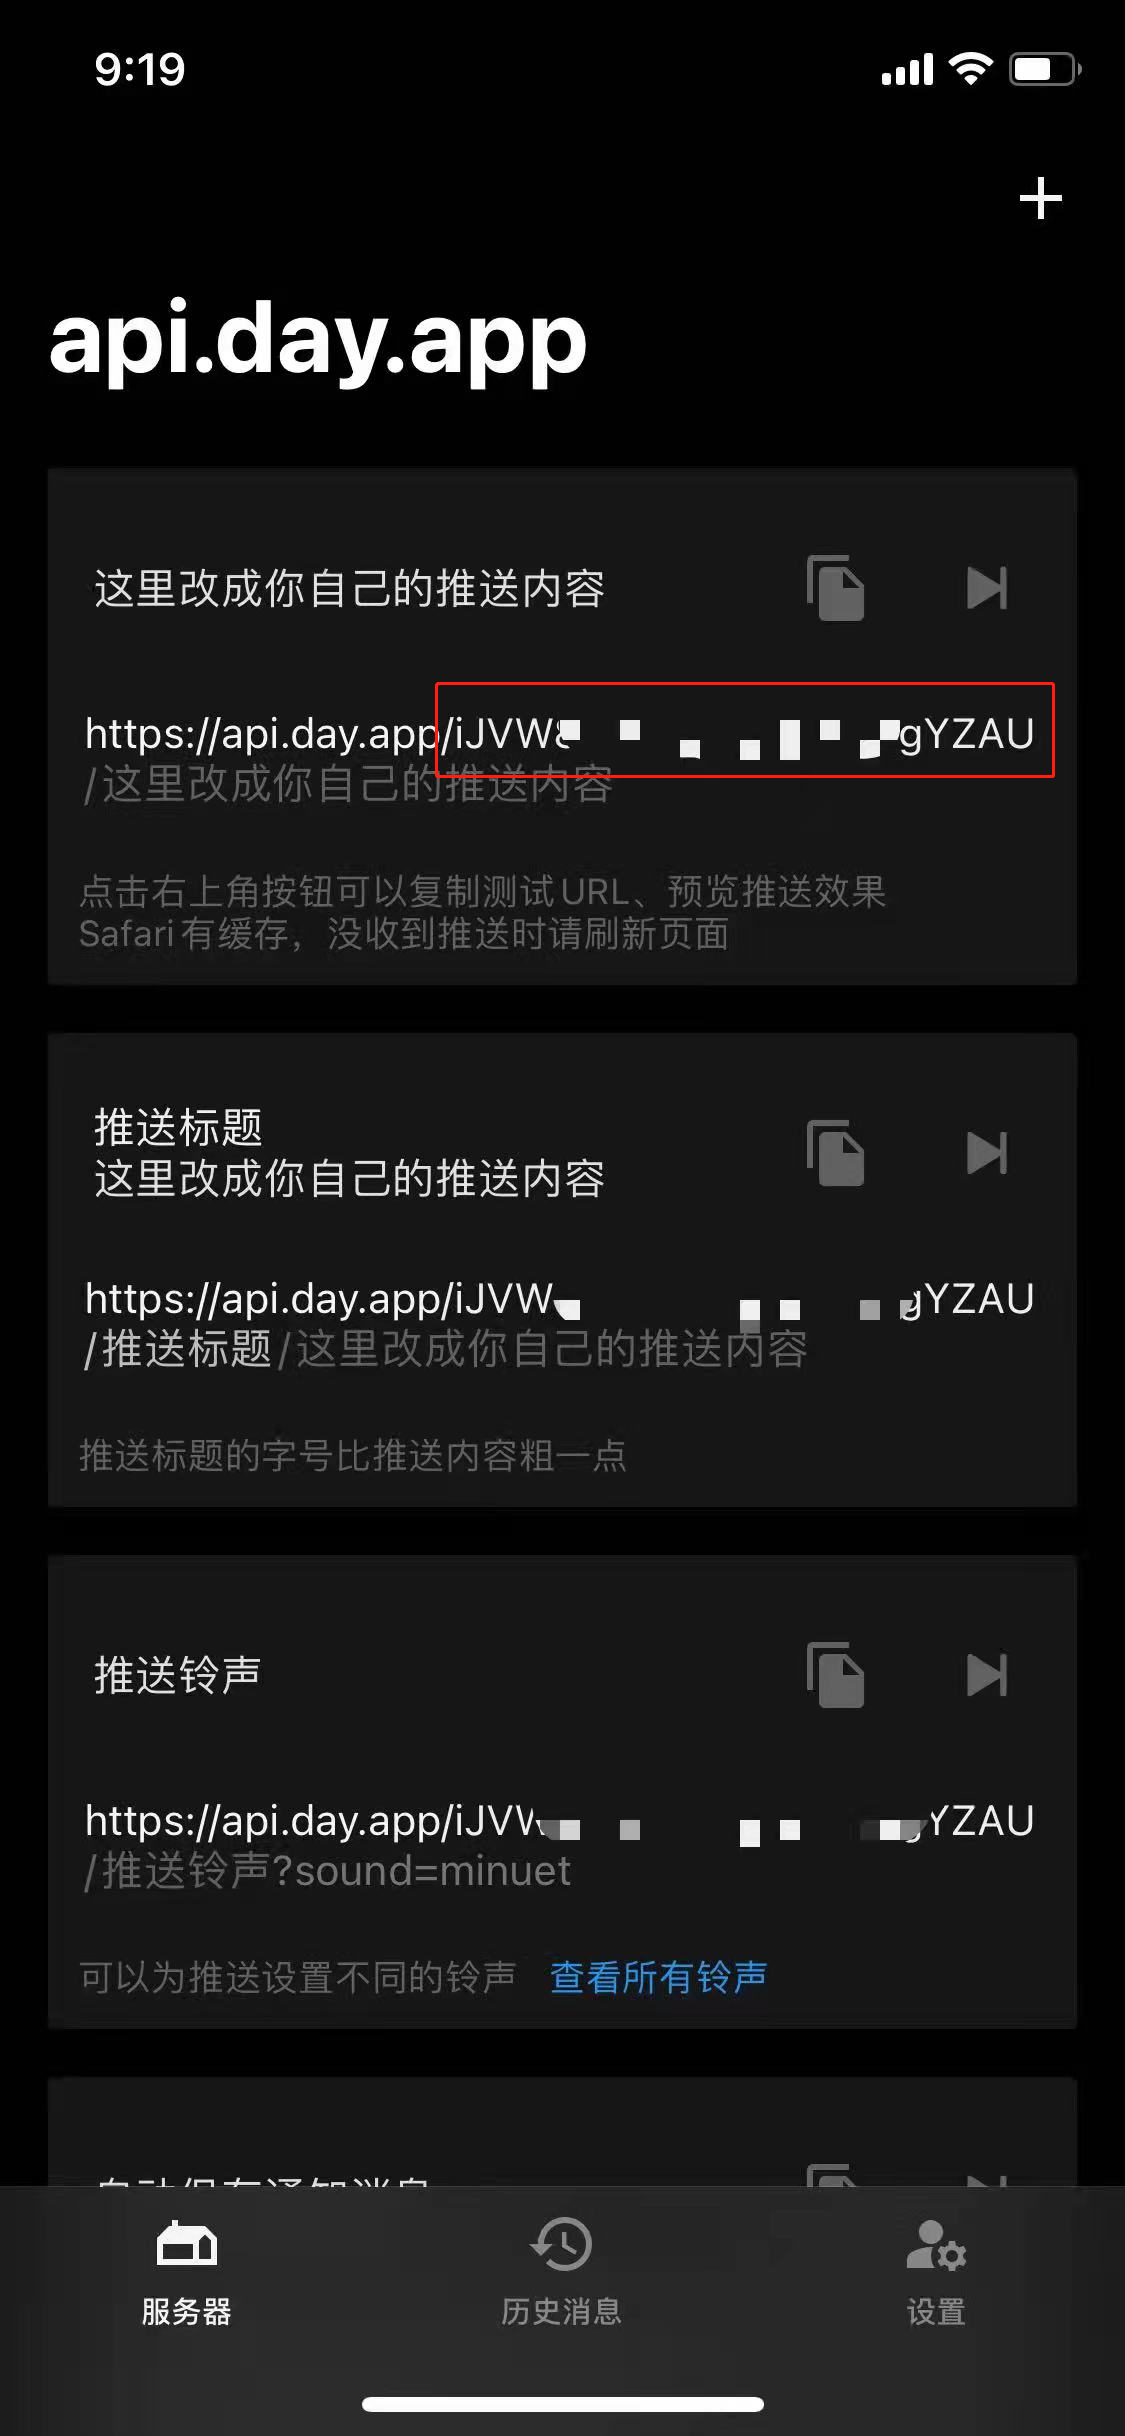 9:19
api.day.app
这里改成你自己的推送内容
https://api.day.app/iJVW gYZAU
/这里改成你自己的推送内容
点击右上角按钮可以复制测试URL、预览推送效果
Safari有缓存，没收到推送时请刷新页面
推送标题
这里改成你自己的推送内容
https://api.day.app/iJVW gYZAU
/推送标题/这里改成你自己的推送内容
推送标题的字号比推送内容粗一点
推送铃声
https://api.day.app/iJVW YZAU
/推送铃声?sound=minuet
可以为推送设置不同的铃声 查看所有铃声
服务器 历史消息 设置